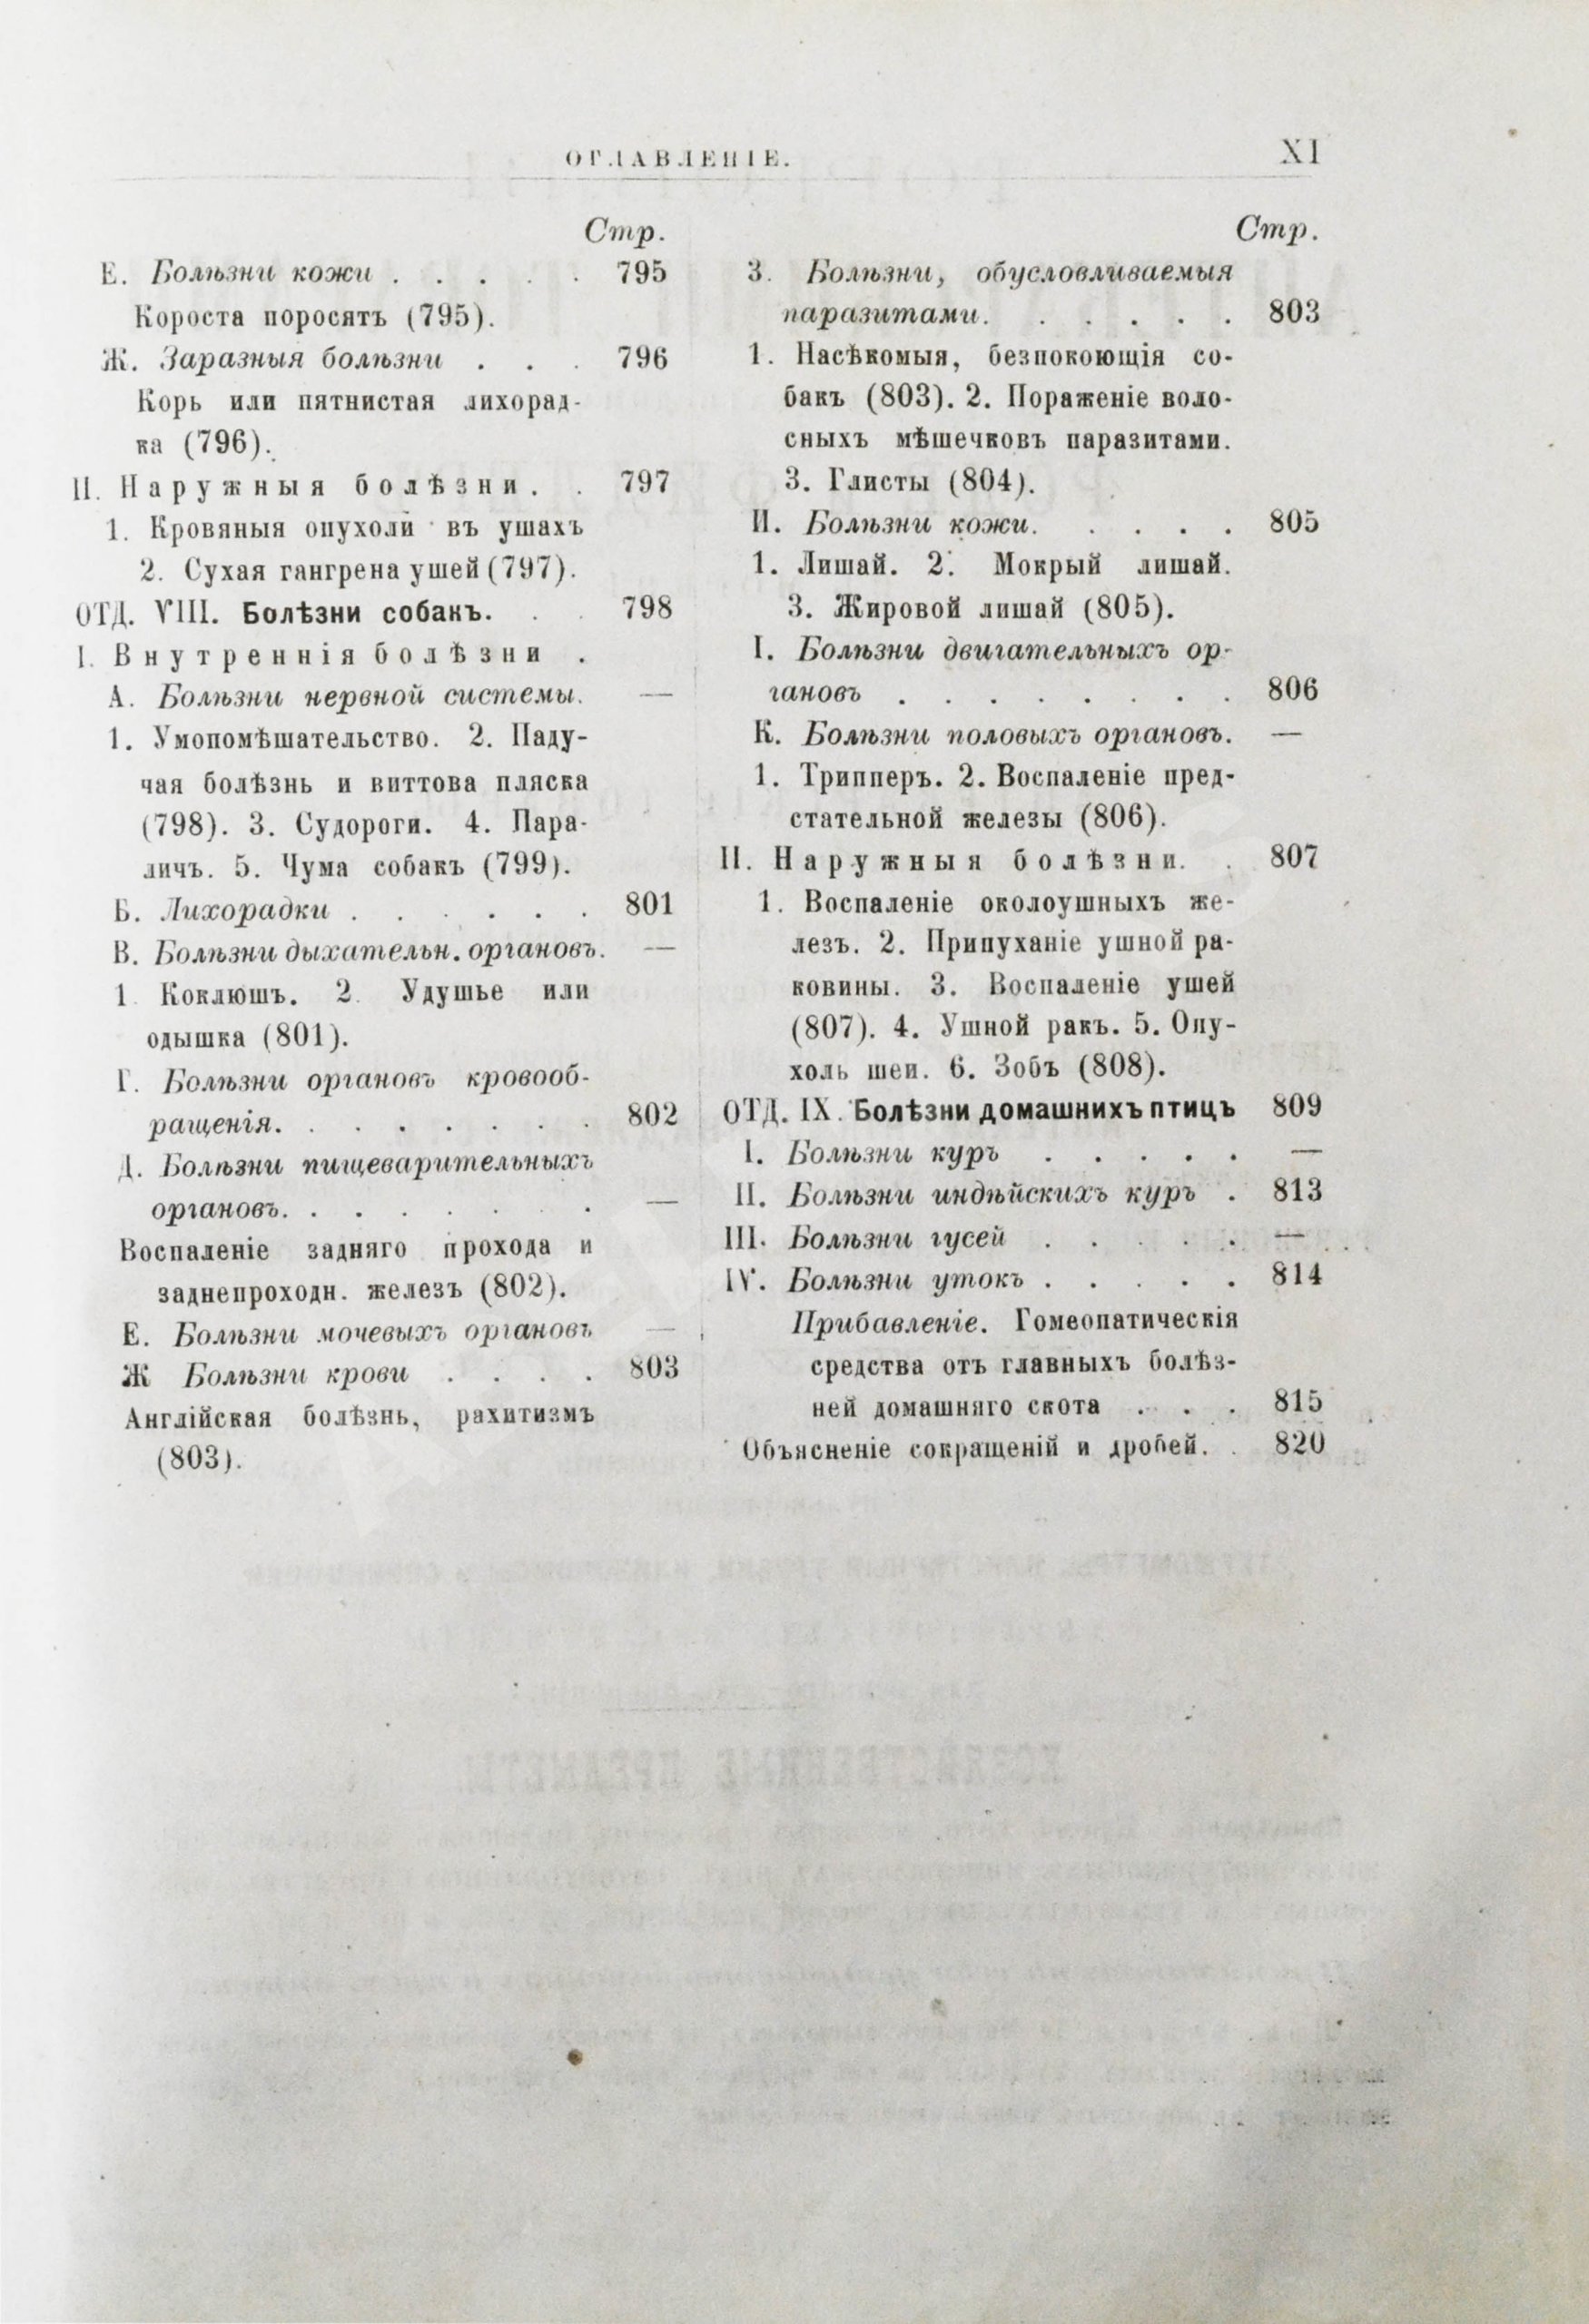 ОГЛАВЛЕНІЕ. XI
Стр.
Е. Болѣзни кожи . . . . . 795
Короста поросятъ (795).
Ж. Заразныя болѣзни . . . 796
Корь или пятнистая лихорад-
ка (796).
II. Наружныя болѣзни. . 797
1. Кровяныя опухоли въ ушахъ
2. Сухая гангрена ушей (797).
ОТД. VIII. Болѣзни собакъ. . . 798
I. Внутреннія болѣзни .
А. Болѣзни нервной системы. —
1. Умопомѣшательство. 2. Паду-
чая болѣзнь и виттова пляска
(798). 3. Судороги. 4. Пара-
личъ. 5. Чума собакъ (799).
Б. Лихорадки . . . . . . 801
В. Болѣзни дыхательн. органовъ. —
1 Коклюшъ. 2. Удушье или
одышка (801).
Г. Болѣзни органовъ кровооб-
ращенія. . . . . . . . 802
Д. Болѣзни пищеварительныхъ
органовъ. . . . . . . —
Воспаленіе задняго прохода и
заднепроходн. железъ (802).
Е. Болѣзни мочевыхъ органовъ —
Ж Болѣзни крови . . . . 803
Англійская болѣзнь, рахитизмъ
(803).
Стр.
З. Болѣзни, обусловливаемыя
паразитами. . . . . . 803
1. Насѣкомыя, безпокоющія со-
бакъ (803). 2. Пораженіе воло-
сныхъ мѣшечковъ паразитами.
3. Глисты (804).
И. Болѣзни кожи. . . . . 805
1. Лишай. 2. Мокрый лишай.
3. Жировой лишай (805).
I. Болѣзни двигательныхъ ор-
гановъ . . . . . . . . 806
К. Болѣзни половыхъ органовъ. —
1. Трипперъ. 2. Воспаленіе пред-
стательной железы (806).
II. Наружныя болѣзни. . 807
1. Воспаленіе околоушныхъ же-
лезъ. 2. Припуханіе ушной ра-
ковины. 3. Воспаленіе ушей
(807). 4. Ушной ракъ. 5. Опу-
холь шеи. 6. Зобъ (808).
ОТД. IX. Болѣзни домашнихъ птицъ 809
I. Болѣзни куръ . . . . . —
II. Болѣзни индѣйскихъ куръ . 813
III. Болѣзни гусей . . . . . —
IV. Болѣзни утокъ . . . . . 814
Прибавленіе. Гомеопатическія
средства отъ главныхъ болѣз-
ней домашняго скота . . . 815
Объясненіе сокращеній и дробей. . 820